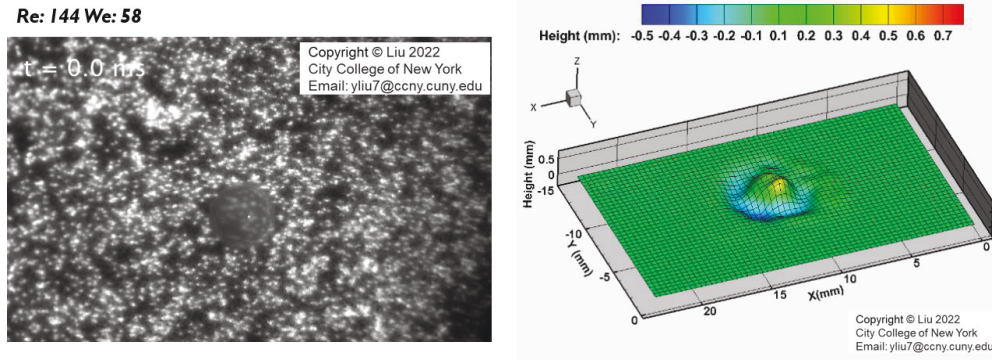 Re: 144 We: 58
t = 0.0 ms
Copyright © Liu 2022
City College of New York
Email: yliu7@ccny.cuny.edu
Height (mm): -0.5 -0.4 -0.3 -0.2 -0.1 0.1 0.2 0.3 0.4 0.5 0.6 0.7
Z
X
Y
Height (mm)
0.5
0
-15
-10
-5
0
Y (mm)
20
15
10
5
0
X(mm)
Copyright © Liu 2022
City College of New York
Email: yliu7@ccny.cuny.edu